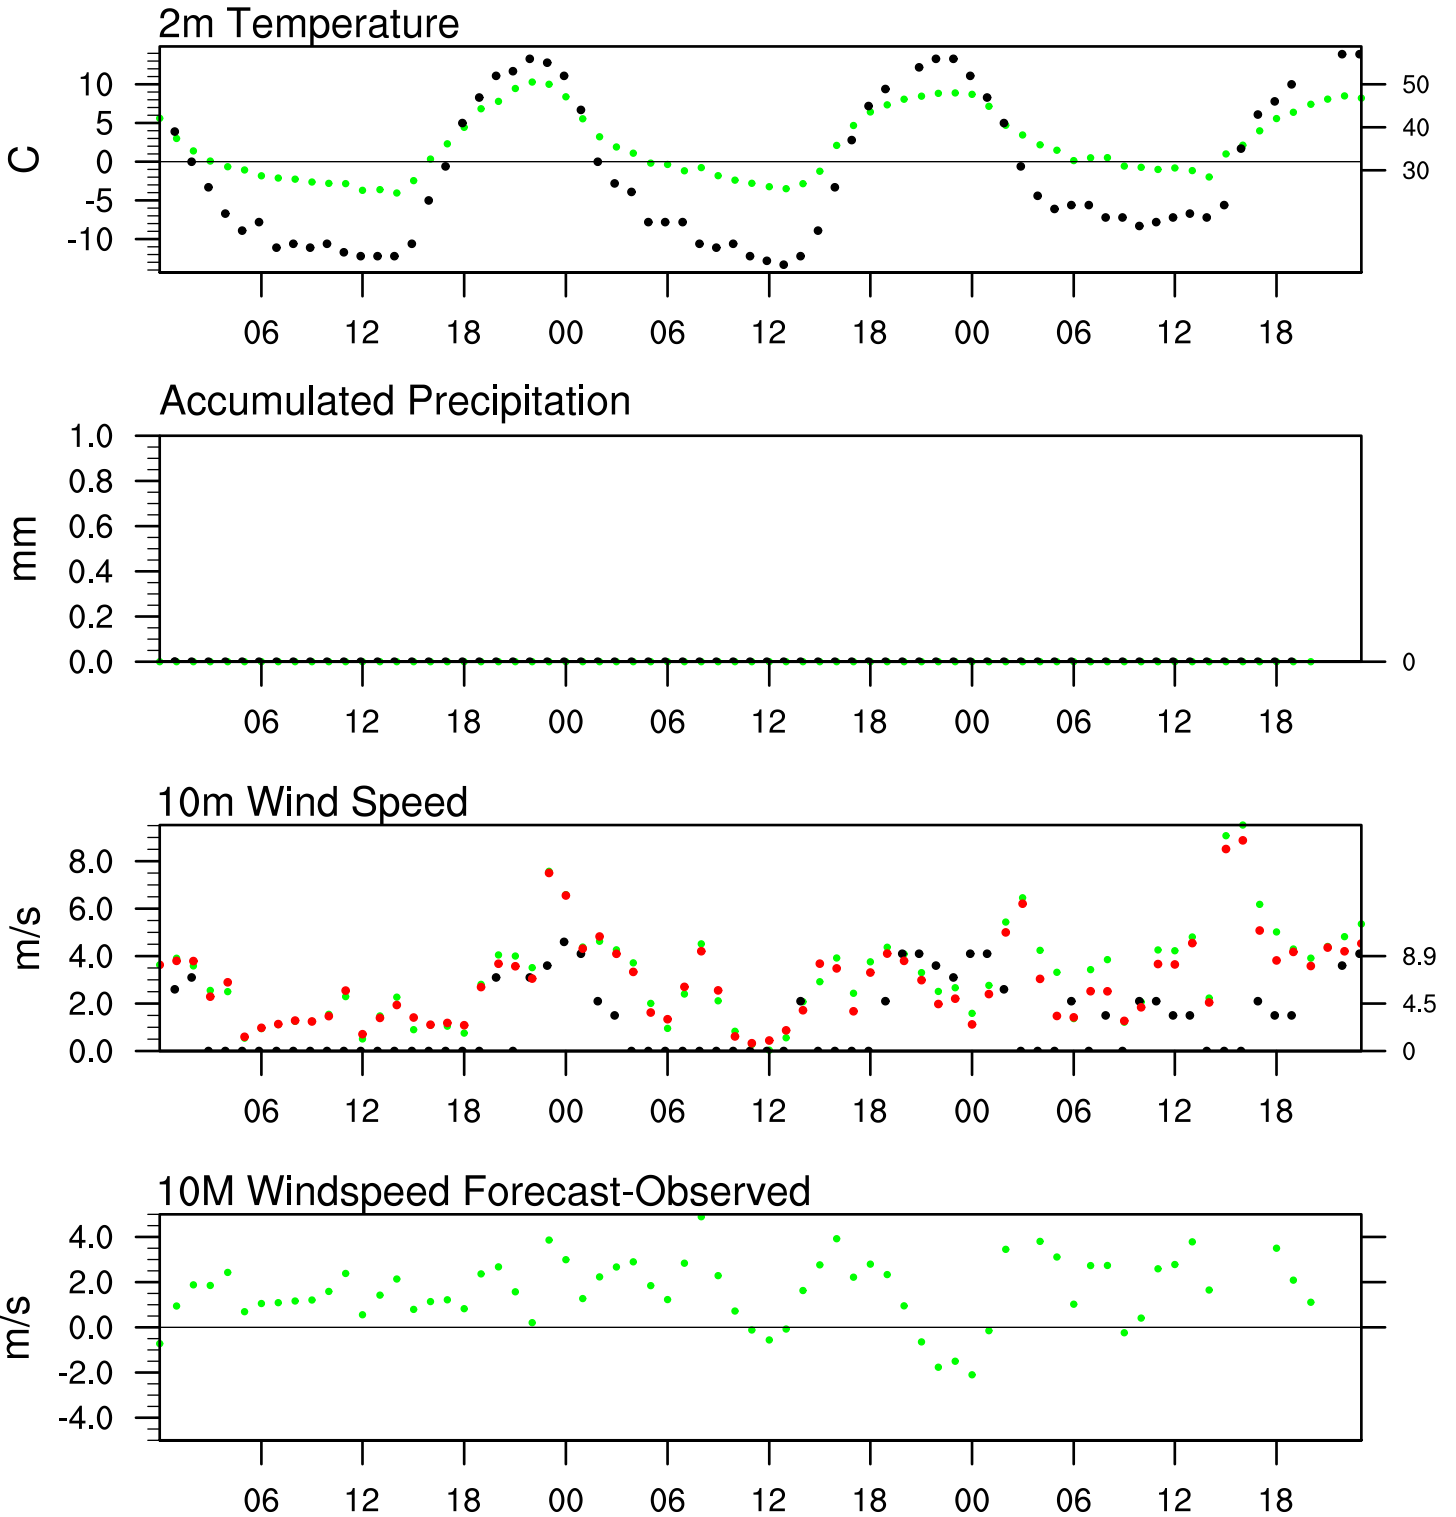 2m Temperature
10
5
0
-5
-10
C
50
40
30
06 12 18 00 06 12 18 00 06 12 18
Accumulated Precipitation
1.0
0.8
0.6
0.4
0.2
0.0
mm
0
06 12 18 00 06 12 18 00 06 12 18
10m Wind Speed
8.0
6.0
4.0
2.0
0.0
m/s
8.9
4.5
0
06 12 18 00 06 12 18 00 06 12 18
10M Windspeed Forecast-Observed
4.0
2.0
0.0
-2.0
-4.0
m/s
06 12 18 00 06 12 18 00 06 12 18